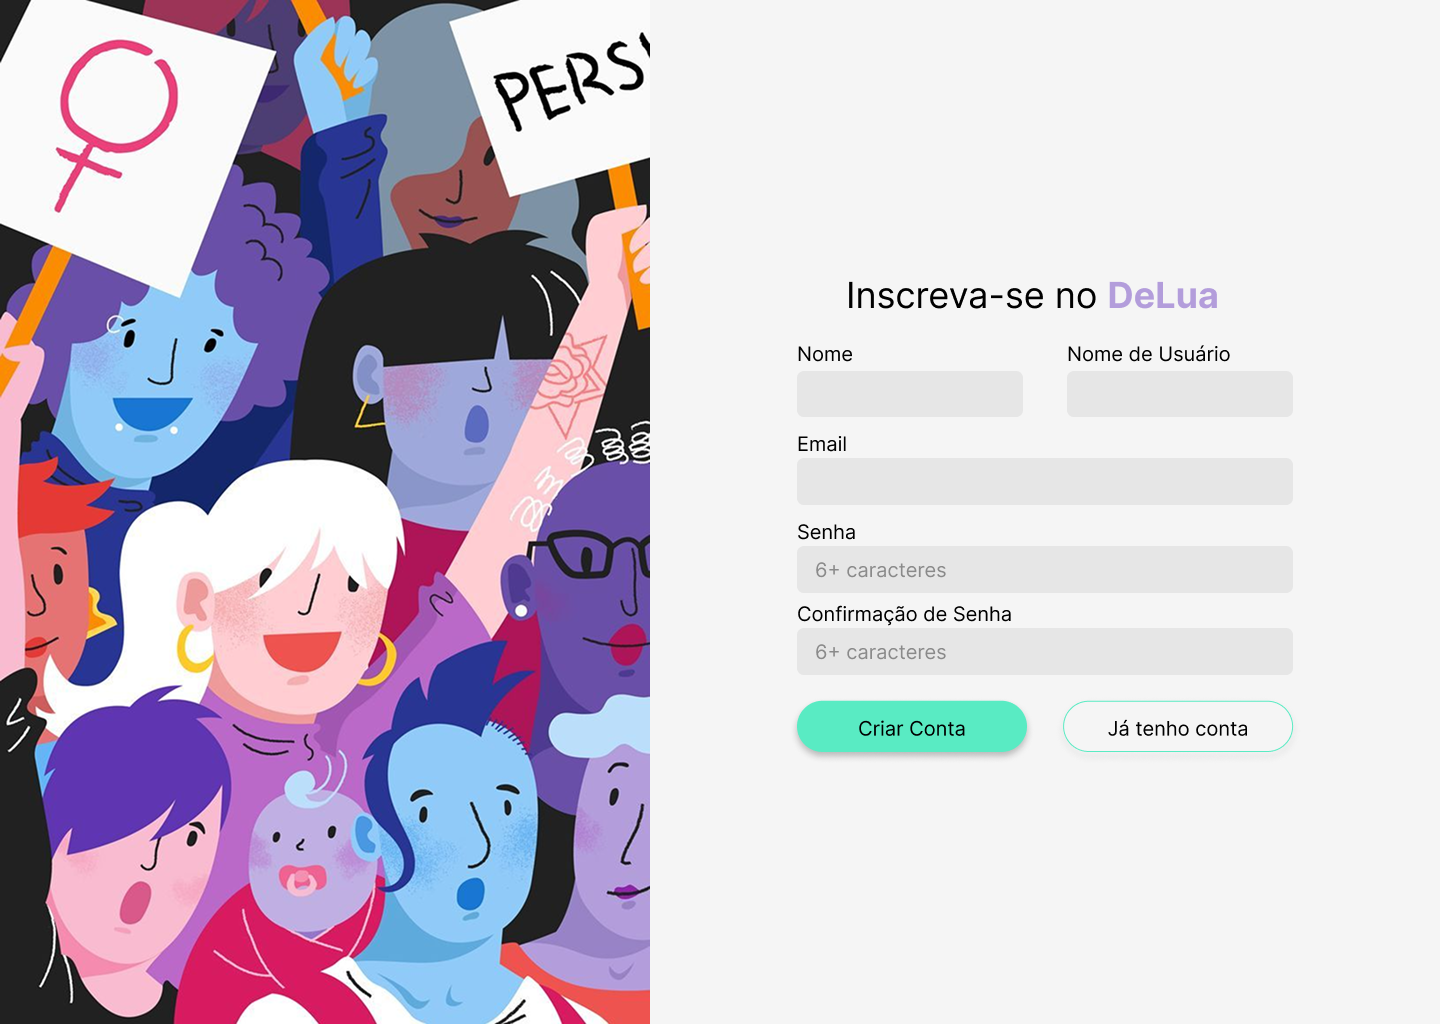 PERS
Inscreva-se no DeLua
Nome
Nome de Usuário
Email
Senha
6+ caracteres
Confirmação de Senha
6+ caracteres
Criar Conta
Já tenho conta